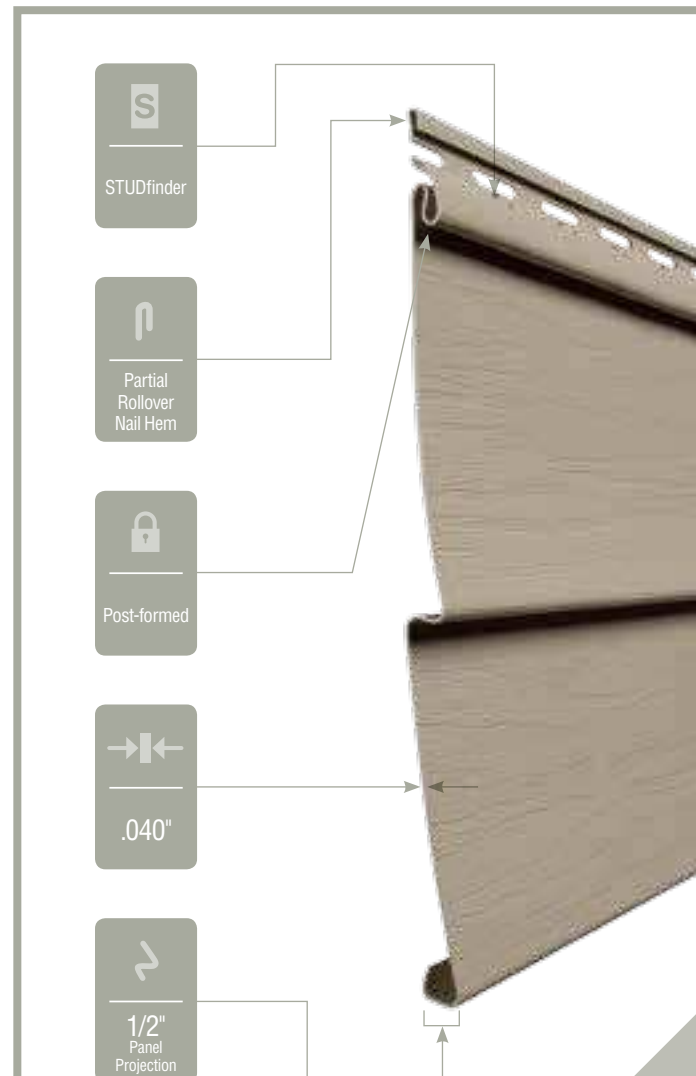 S
STUDfinder
Partial
Rollover
Nail Hem
Post-formed
.040"
1/2"
Panel
Projection